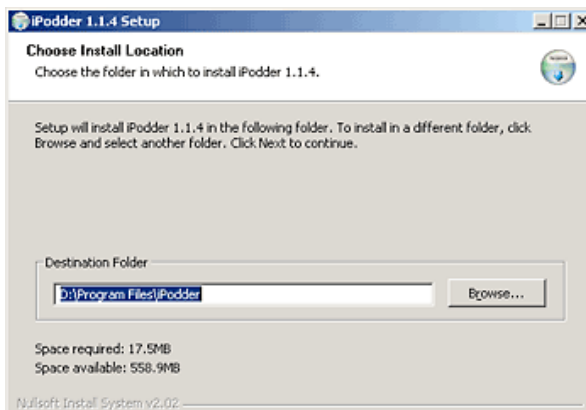 iPodder 1.1.4 Setup
Choose Install Location
Choose the folder in which to install iPodder 1.1.4.
Setup will install iPodder 1.1.4 in the following folder. To install in a different folder, click
Browse and select another folder. Click Next to continue.
Destination Folder
D:\Program Files\iPodder
Browse...
Space required: 17.5MB
Space available: 558.9MB
Nullsoft Install System v2.02